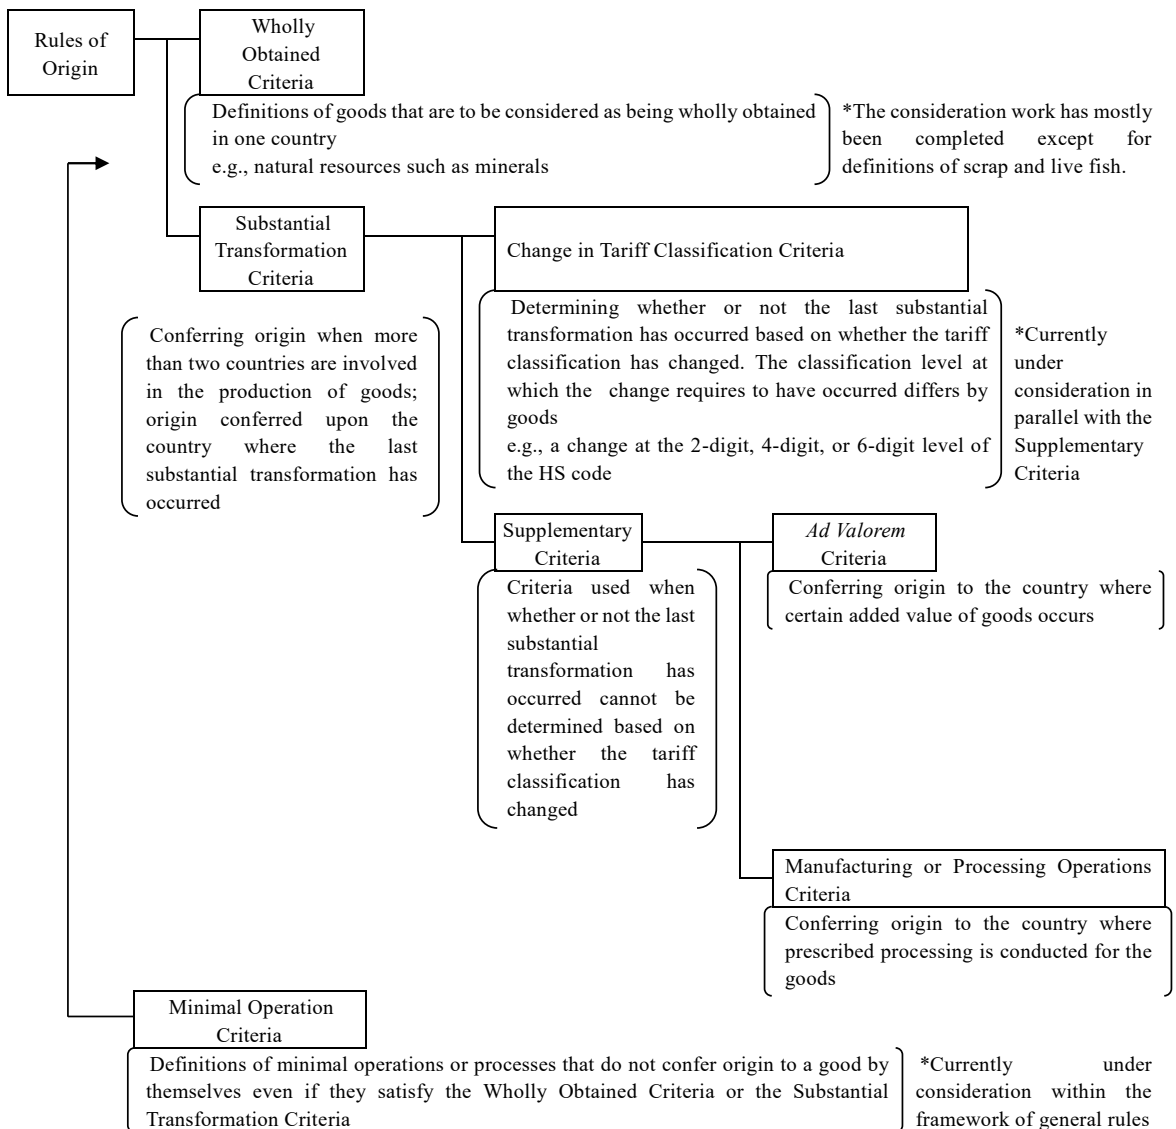 Rules of
Origin
Wholly
Obtained
Criteria
Definitions of goods that are to be considered as being wholly obtained
in one country
e.g., natural resources such as minerals
*The consideration work has mostly
been completed except for
definitions of scrap and live fish.
Substantial
Transformation
Criteria
Conferring origin when more
than two countries are involved
in the production of goods;
origin conferred upon the
country where the last
substantial transformation has
occurred
Change in Tariff Classification Criteria
Determining whether or not the last substantial
transformation has occurred based on whether the tariff
classification has changed. The classification level at
which the change requires to have occurred differs by
goods
e.g., a change at the 2-digit, 4-digit, or 6-digit level of
the HS code
*Currently
under
consideration in
parallel with the
Supplementary
Criteria
Supplementary
Criteria
Criteria used when
whether or not the last
substantial
transformation has
occurred cannot be
determined based on
whether the tariff
classification has
changed
Ad Valorem
Criteria
Conferring origin to the country where
certain added value of goods occurs
Manufacturing or Processing Operations
Criteria
Conferring origin to the country where
prescribed processing is conducted for the
goods
Minimal Operation
Criteria
Definitions of minimal operations or processes that do not confer origin to a good by
themselves even if they satisfy the Wholly Obtained Criteria or the Substantial
Transformation Criteria
*Currently under
consideration within the
framework of general rules